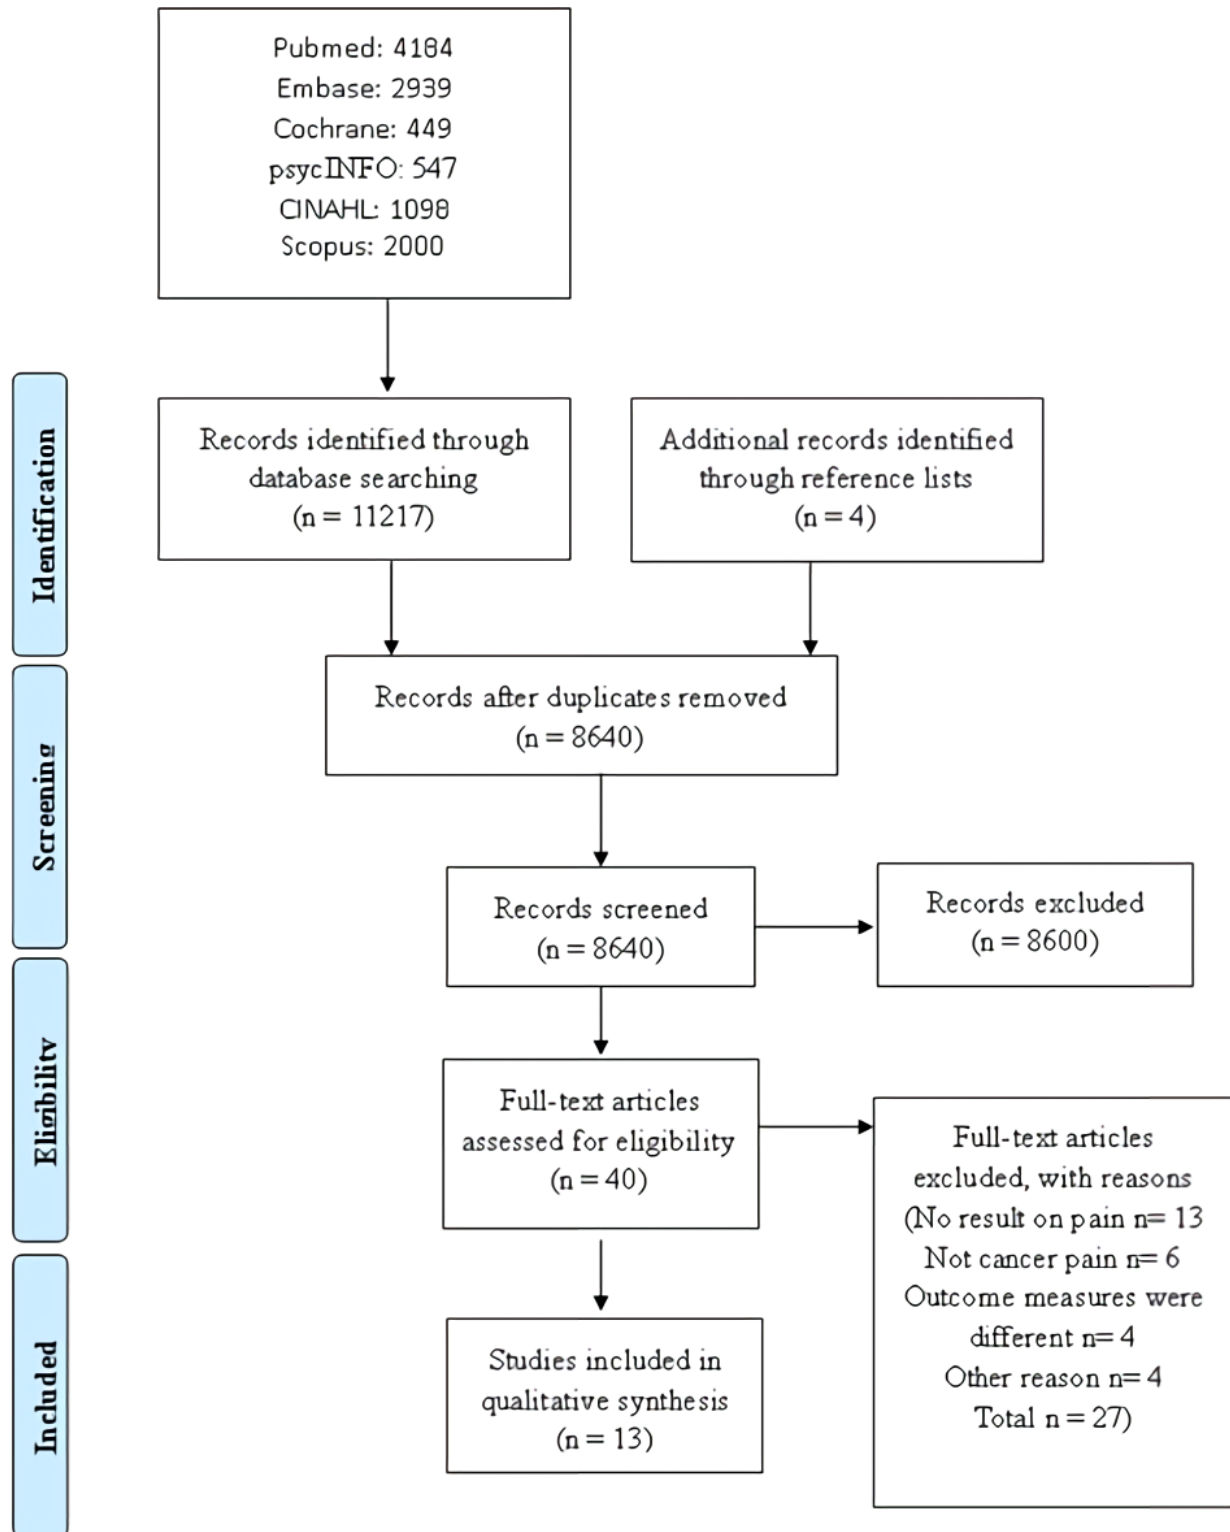 Pubmed: 4184
Embase: 2939
Cochrane: 449
psycINFO: 547
CINAHL: 1098
Scopus: 2000
Identification
Records identified through
database searching
(n = 11217)
Additional records identified
through reference lists
(n = 4)
Screening
Records after duplicates removed
(n = 8640)
Records screened
(n = 8640)
Records excluded
(n = 8600)
Eligibility
Full-text articles
assessed for eligibility
(n = 40)
Full-text articles
excluded, with reasons
(No result on pain n= 13
Not cancer pain n= 6
Outcome measures were
different n= 4
Other reason n= 4
Total n = 27)
Included
Studies included in
qualitative synthesis
(n = 13)